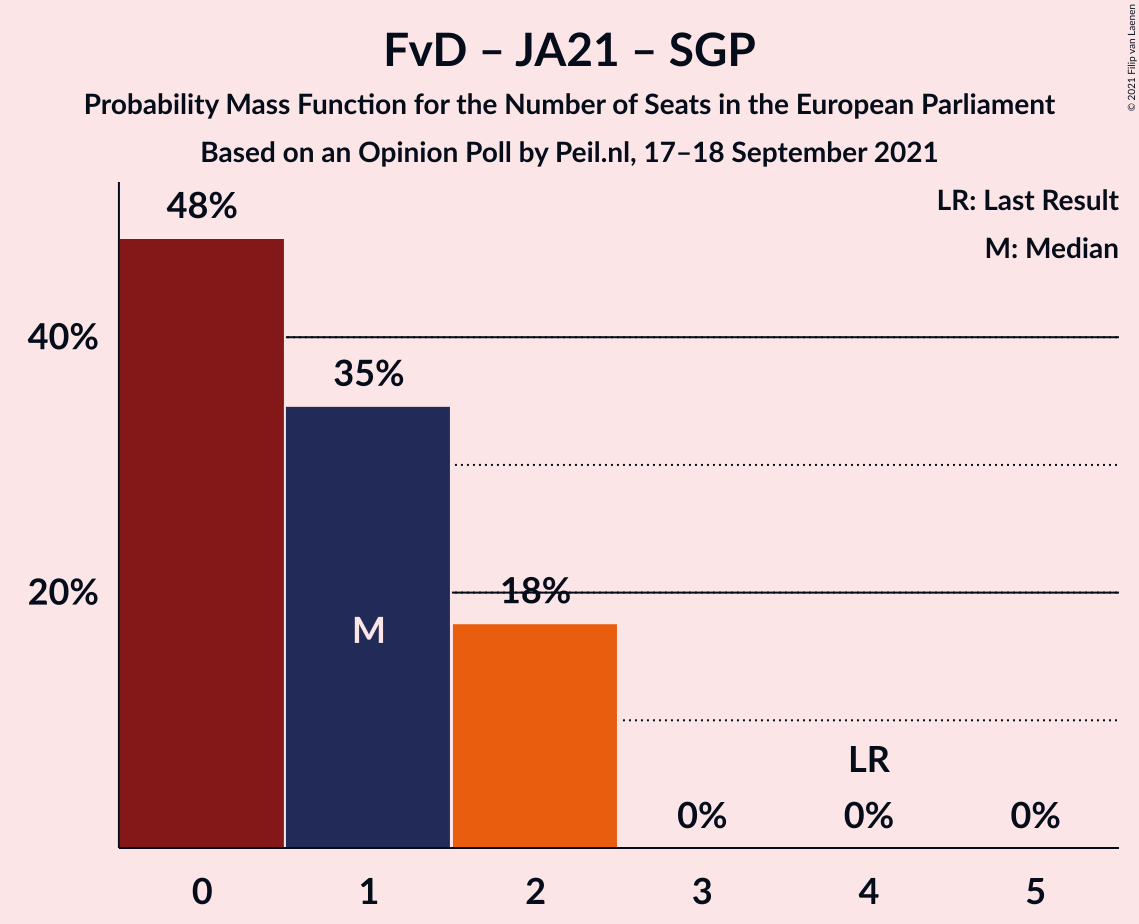 FvD – JA21 – SGP
Probability Mass Function for the Number of Seats in the European Parliament
Based on an Opinion Poll by Peil.nl, 17–18 September 2021
© 2021 Filip van Laenen
LR: Last Result
M: Median
48%
40%
35%
20%
18%
M
LR
0%
0%
0%
0
1
2
3
4
5